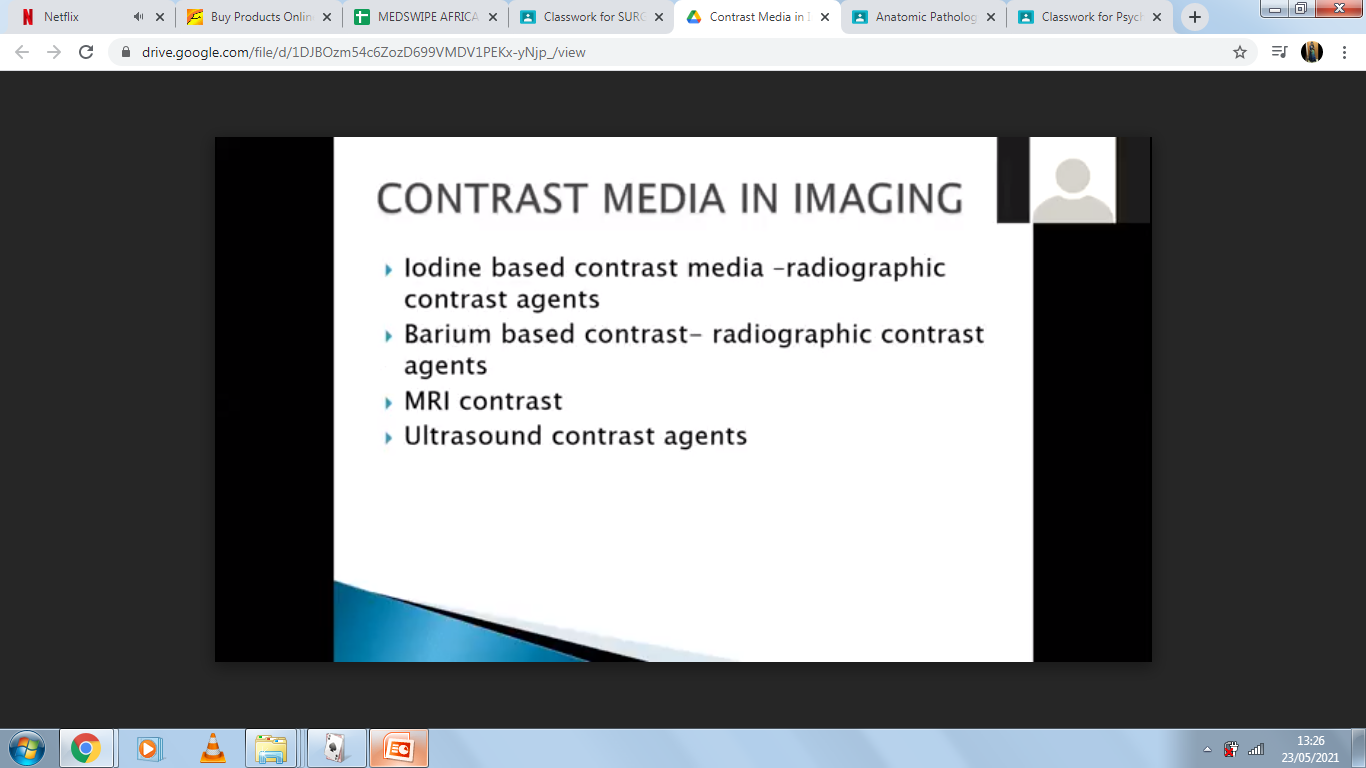 Netflix
Buy Products Onlin
MEDSWIPE AFRICA
Classwork for SURG
Contrast Media in I
Anatomic Patholog
Classwork for Psych
drive.google.com/file/d/1DJBOzm54c6ZozD699VMDV1PEKx-yNjp_/view
CONTRAST MEDIA IN IMAGING
Iodine based contrast media –radiographic
contrast agents
Barium based contrast– radiographic contrast
agents
MRI contrast
Ultrasound contrast agents
13:26
23/05/2021